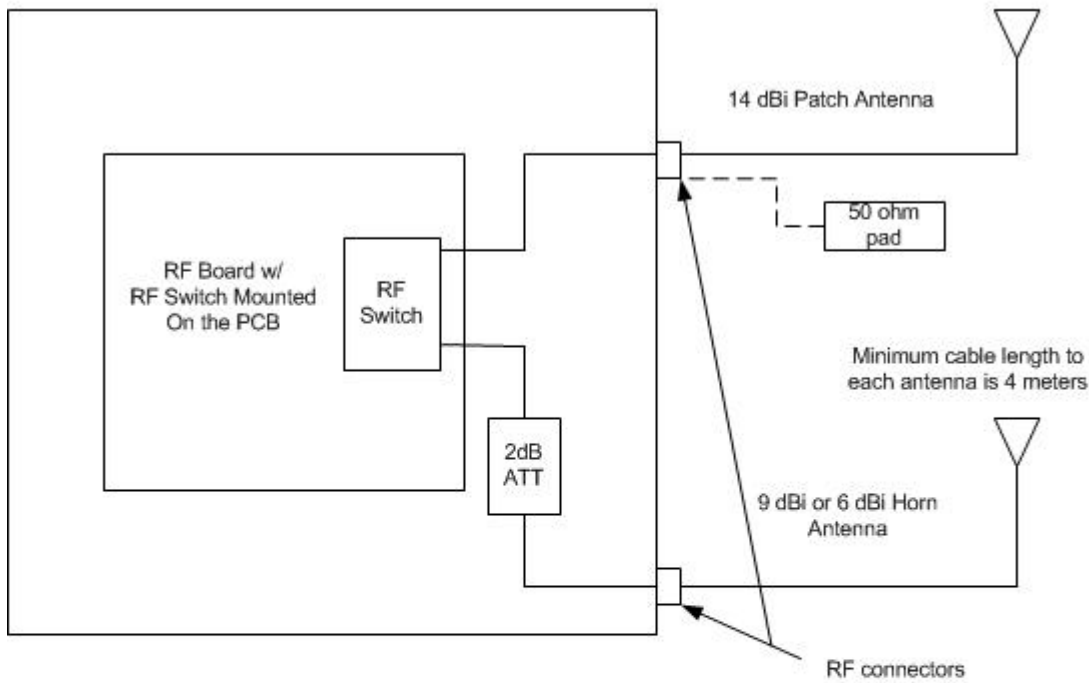 14 dBi Patch Antenna
50 ohm
pad
RF Board w/
RF Switch Mounted
On the PCB
RF
Switch
Minimum cable length to
each antenna is 4 meters
2dB
ATT
9 dBi or 6 dBi Horn
Antenna
RF connectors